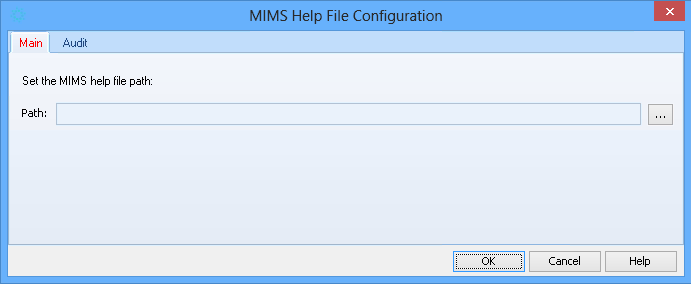 MIMS Help File Configuration
Main Audit
Set the MIMS help file path:
Path: ...
OK Cancel Help